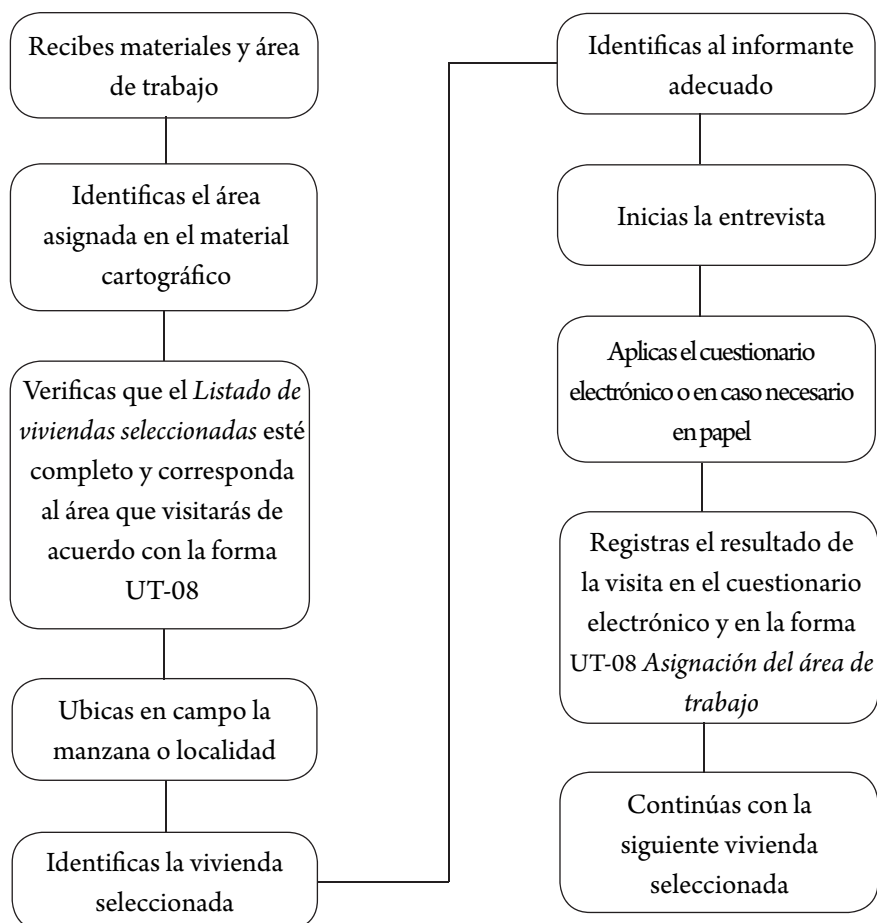 Recibes materiales y área
de trabajo
Identificas el área
asignada en el material
cartográfico
Verificas que el Listado de
viviendas seleccionadas esté
completo y corresponda
al área que visitarás de
acuerdo con la forma
UT-08
Ubicas en campo la
manzana o localidad
Identificas la vivienda
seleccionada
Identificas al informante
adecuado
Inicias la entrevista
Aplicas el cuestionario
electrónico o en caso necesario
en papel
Registras el resultado de
la visita en el cuestionario
electrónico y en la forma
UT-08 Asignación del área de
trabajo
Continúas con la
siguiente vivienda
seleccionada